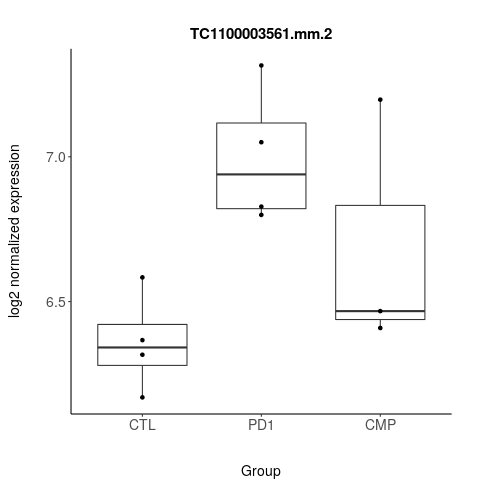 TC1100003561.mm.2
log2 normalized expression
7.0
6.5
CTL PD1 CMP
Group